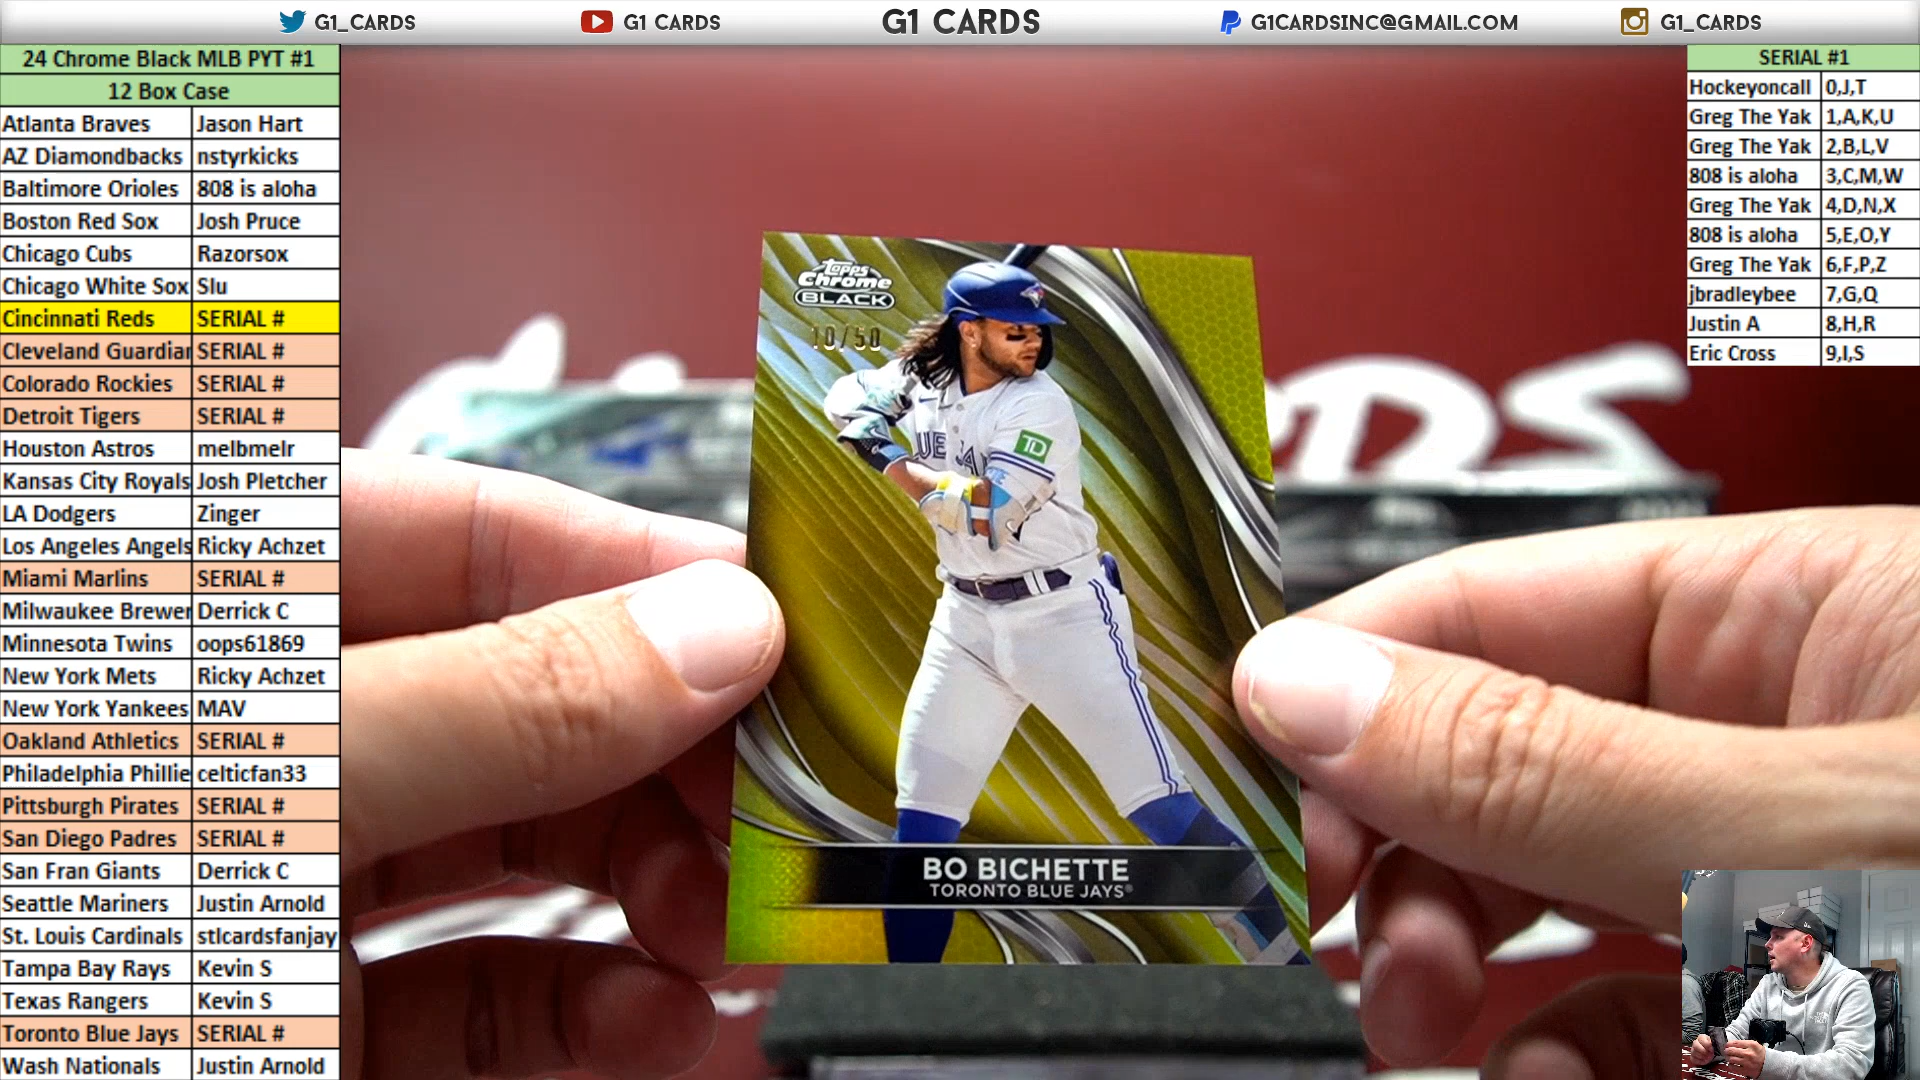 G1_CARDS
G1 CARDS
G1 CARDS
G1CARDSINC@GMAIL.COM
G1_CARDS
24 Chrome Black MLB PYT #1
12 Box Case
Atlanta Braves Jason Hart
AZ Diamondbacks nstyrkicks
Baltimore Orioles 808 is aloha
Boston Red Sox Josh Pruce
Chicago Cubs Razorsox
Chicago White Sox Slu
Cincinnati Reds SERIAL #
Cleveland Guardian SERIAL #
Colorado Rockies SERIAL #
Detroit Tigers SERIAL #
Houston Astros melbmelr
Kansas City Royals Josh Pletcher
LA Dodgers Zinger
Los Angeles Angels Ricky Achzet
Miami Marlins SERIAL #
Milwaukee Brewer Derrick C
Minnesota Twins oops61869
New York Mets Ricky Achzet
New York Yankees MAV
Oakland Athletics SERIAL #
Philadelphia Phillie celticfan33
Pittsburgh Pirates SERIAL #
San Diego Padres SERIAL #
San Fran Giants Derrick C
Seattle Mariners Justin Arnold
St. Louis Cardinals stlcardsfanjay
Tampa Bay Rays Kevin S
Texas Rangers Kevin S
Toronto Blue Jays SERIAL #
Wash Nationals Justin Arnold
SERIAL #1
Hockeyoncall 0,J,T
Greg The Yak 1,A,K,U
Greg The Yak 2,B,L,V
808 is aloha 3,C,M,W
Greg The Yak 4,D,N,X
808 is aloha 5,E,O,Y
Greg The Yak 6,F,P,Z
jbradleybee 7,G,Q
Justin A 8,H,R
Eric Cross 9,I,S
Topps
Chrome
BLACK
10/50
TD
BO BICHETTE
TORONTO BLUE JAYS®